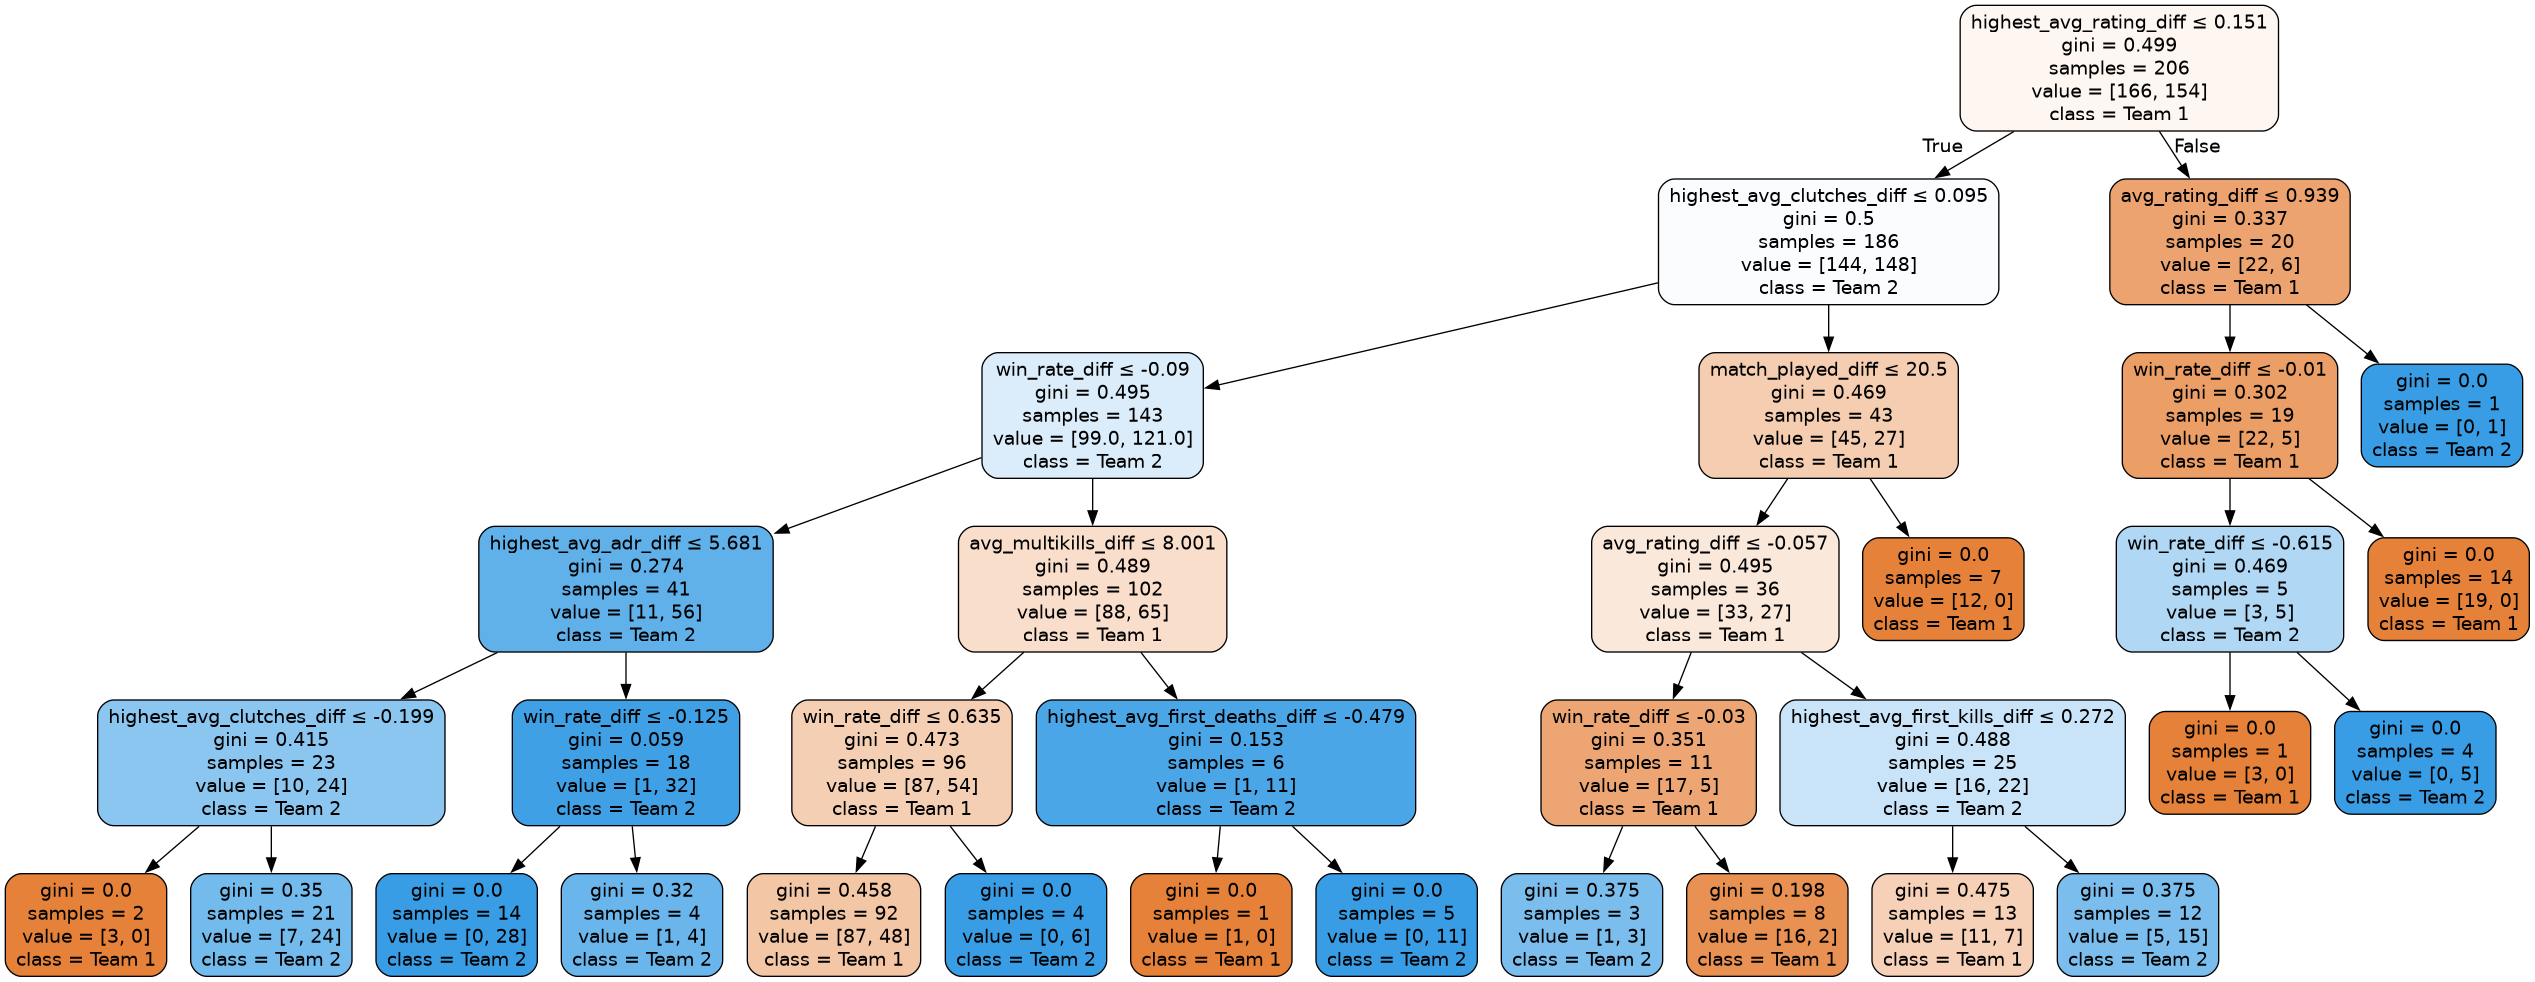 highest_avg_rating_diff ≤ 0.151
gini = 0.499
samples = 206
value = [166, 154]
class = Team 1
True
False
highest_avg_clutches_diff ≤ 0.095
gini = 0.5
samples = 186
value = [144, 148]
class = Team 2
avg_rating_diff ≤ 0.939
gini = 0.337
samples = 20
value = [22, 6]
class = Team 1
win_rate_diff ≤ -0.09
gini = 0.495
samples = 143
value = [99.0, 121.0]
class = Team 2
match_played_diff ≤ 20.5
gini = 0.469
samples = 43
value = [45, 27]
class = Team 1
win_rate_diff ≤ -0.01
gini = 0.302
samples = 19
value = [22, 5]
class = Team 1
gini = 0.0
samples = 1
value = [0, 1]
class = Team 2
highest_avg_adr_diff ≤ 5.681
gini = 0.274
samples = 41
value = [11, 56]
class = Team 2
avg_multikills_diff ≤ 8.001
gini = 0.489
samples = 102
value = [88, 65]
class = Team 1
avg_rating_diff ≤ -0.057
gini = 0.495
samples = 36
value = [33, 27]
class = Team 1
gini = 0.0
samples = 7
value = [12, 0]
class = Team 1
win_rate_diff ≤ -0.615
gini = 0.469
samples = 5
value = [3, 5]
class = Team 2
gini = 0.0
samples = 14
value = [19, 0]
class = Team 1
highest_avg_clutches_diff ≤ -0.199
gini = 0.415
samples = 23
value = [10, 24]
class = Team 2
win_rate_diff ≤ -0.125
gini = 0.059
samples = 18
value = [1, 32]
class = Team 2
win_rate_diff ≤ 0.635
gini = 0.473
samples = 96
value = [87, 54]
class = Team 1
highest_avg_first_deaths_diff ≤ -0.479
gini = 0.153
samples = 6
value = [1, 11]
class = Team 2
win_rate_diff ≤ -0.03
gini = 0.351
samples = 11
value = [17, 5]
class = Team 1
highest_avg_first_kills_diff ≤ 0.272
gini = 0.488
samples = 25
value = [16, 22]
class = Team 2
gini = 0.0
samples = 1
value = [3, 0]
class = Team 1
gini = 0.0
samples = 4
value = [0, 5]
class = Team 2
gini = 0.0
samples = 2
value = [3, 0]
class = Team 1
gini = 0.35
samples = 21
value = [7, 24]
class = Team 2
gini = 0.0
samples = 14
value = [0, 28]
class = Team 2
gini = 0.32
samples = 4
value = [1, 4]
class = Team 2
gini = 0.458
samples = 92
value = [87, 48]
class = Team 1
gini = 0.0
samples = 4
value = [0, 6]
class = Team 2
gini = 0.0
samples = 1
value = [1, 0]
class = Team 1
gini = 0.0
samples = 5
value = [0, 11]
class = Team 2
gini = 0.375
samples = 3
value = [1, 3]
class = Team 2
gini = 0.198
samples = 8
value = [16, 2]
class = Team 1
gini = 0.475
samples = 13
value = [11, 7]
class = Team 1
gini = 0.375
samples = 12
value = [5, 15]
class = Team 2